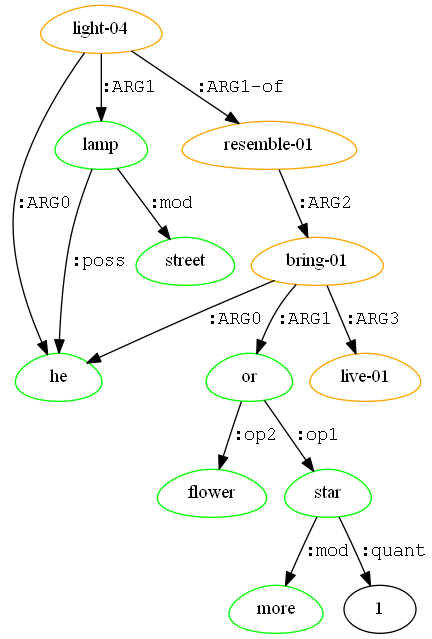 light-04
:ARG1
:ARG1-of
lamp
resemble-01
:ARG0
:mod
:ARG2
:poss
street
bring-01
:ARG0
:ARG1
:ARG3
he
or
live-01
:op2
:op1
flower
star
:mod
:quant
more
1